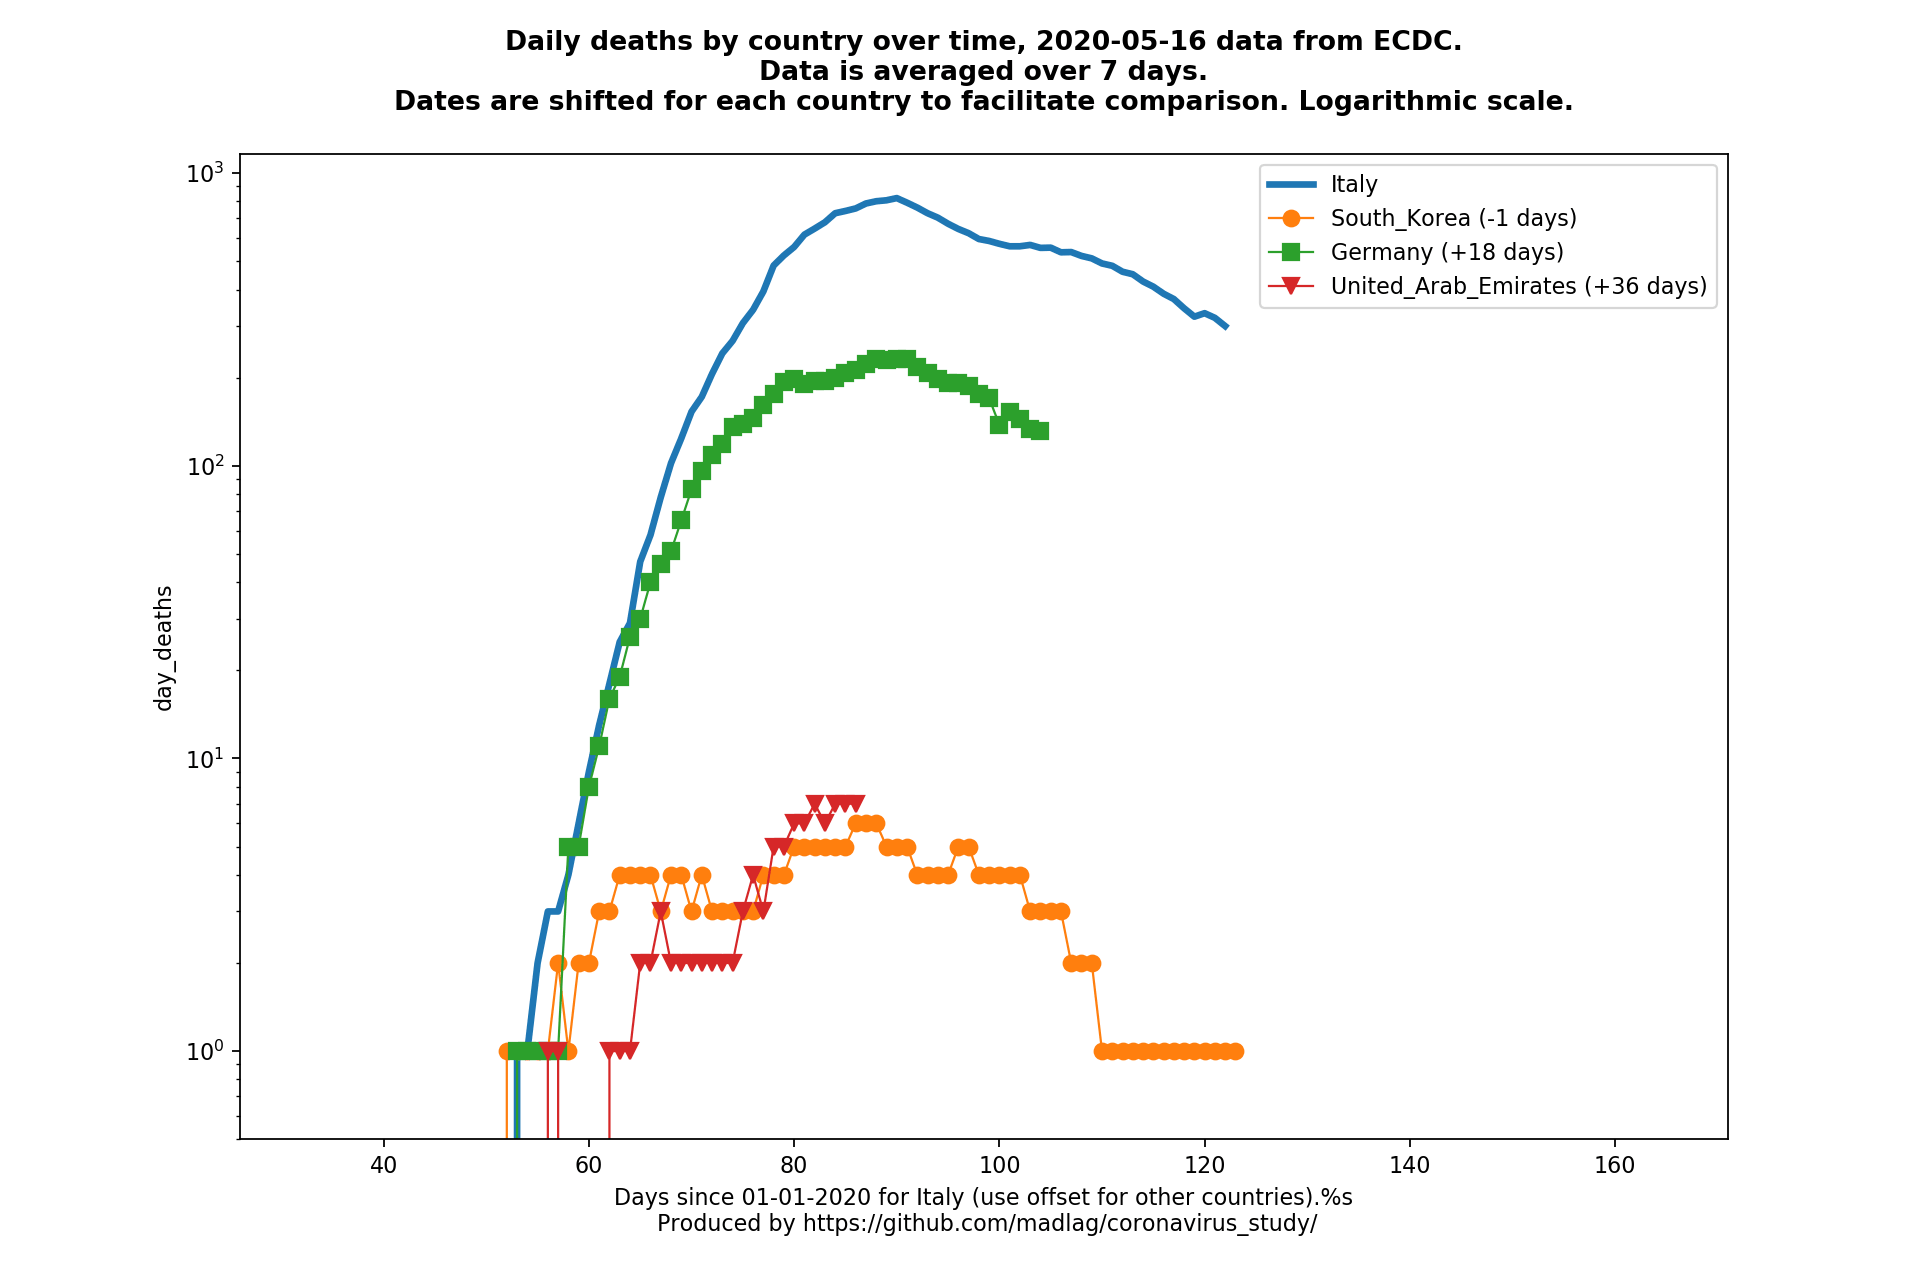 Daily deaths by country over time, 2020-05-16 data from ECDC.
Data is averaged over 7 days.
Dates are shifted for each country to facilitate comparison. Logarithmic scale.
Italy
South_Korea (-1 days)
Germany (+18 days)
United_Arab_Emirates (+36 days)
day_deaths
10³
10²
10¹
10⁰
40 60 80 100 120 140 160
Days since 01-01-2020 for Italy (use offset for other countries).%s
Produced by https://github.com/madlag/coronavirus_study/